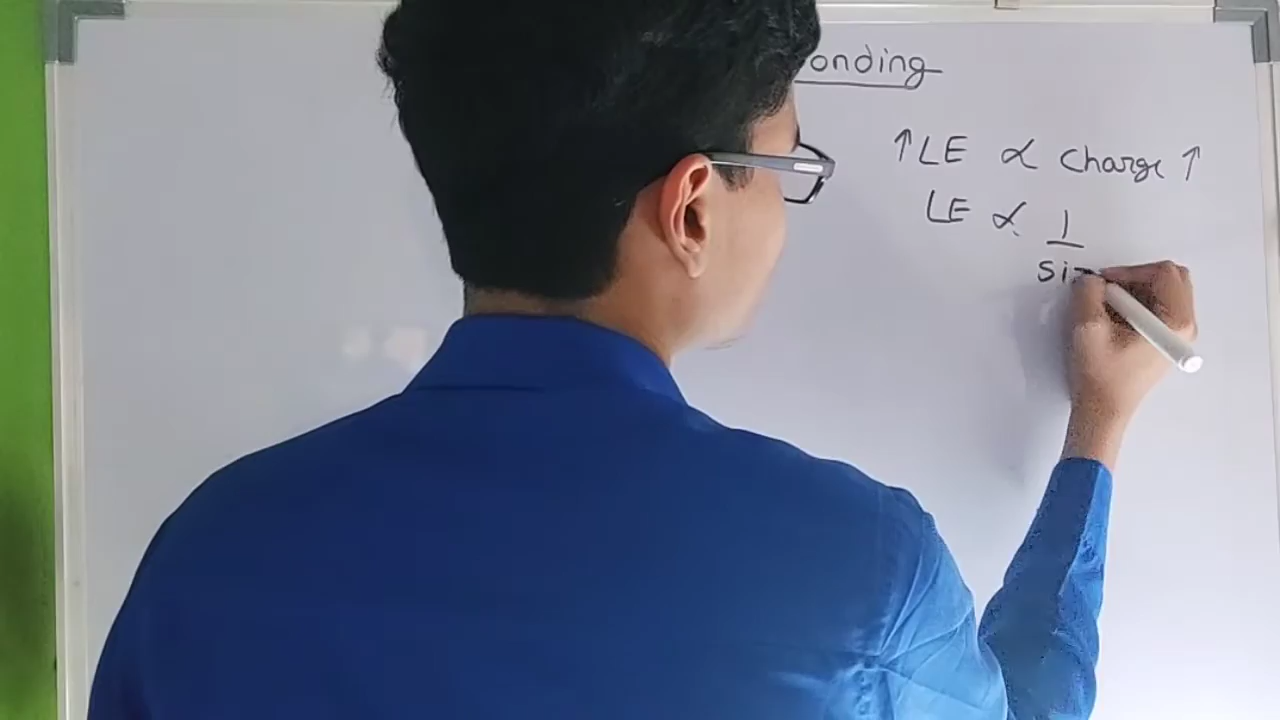 onding
↑LE ∝ charge ↑
LE ∝ 1
si